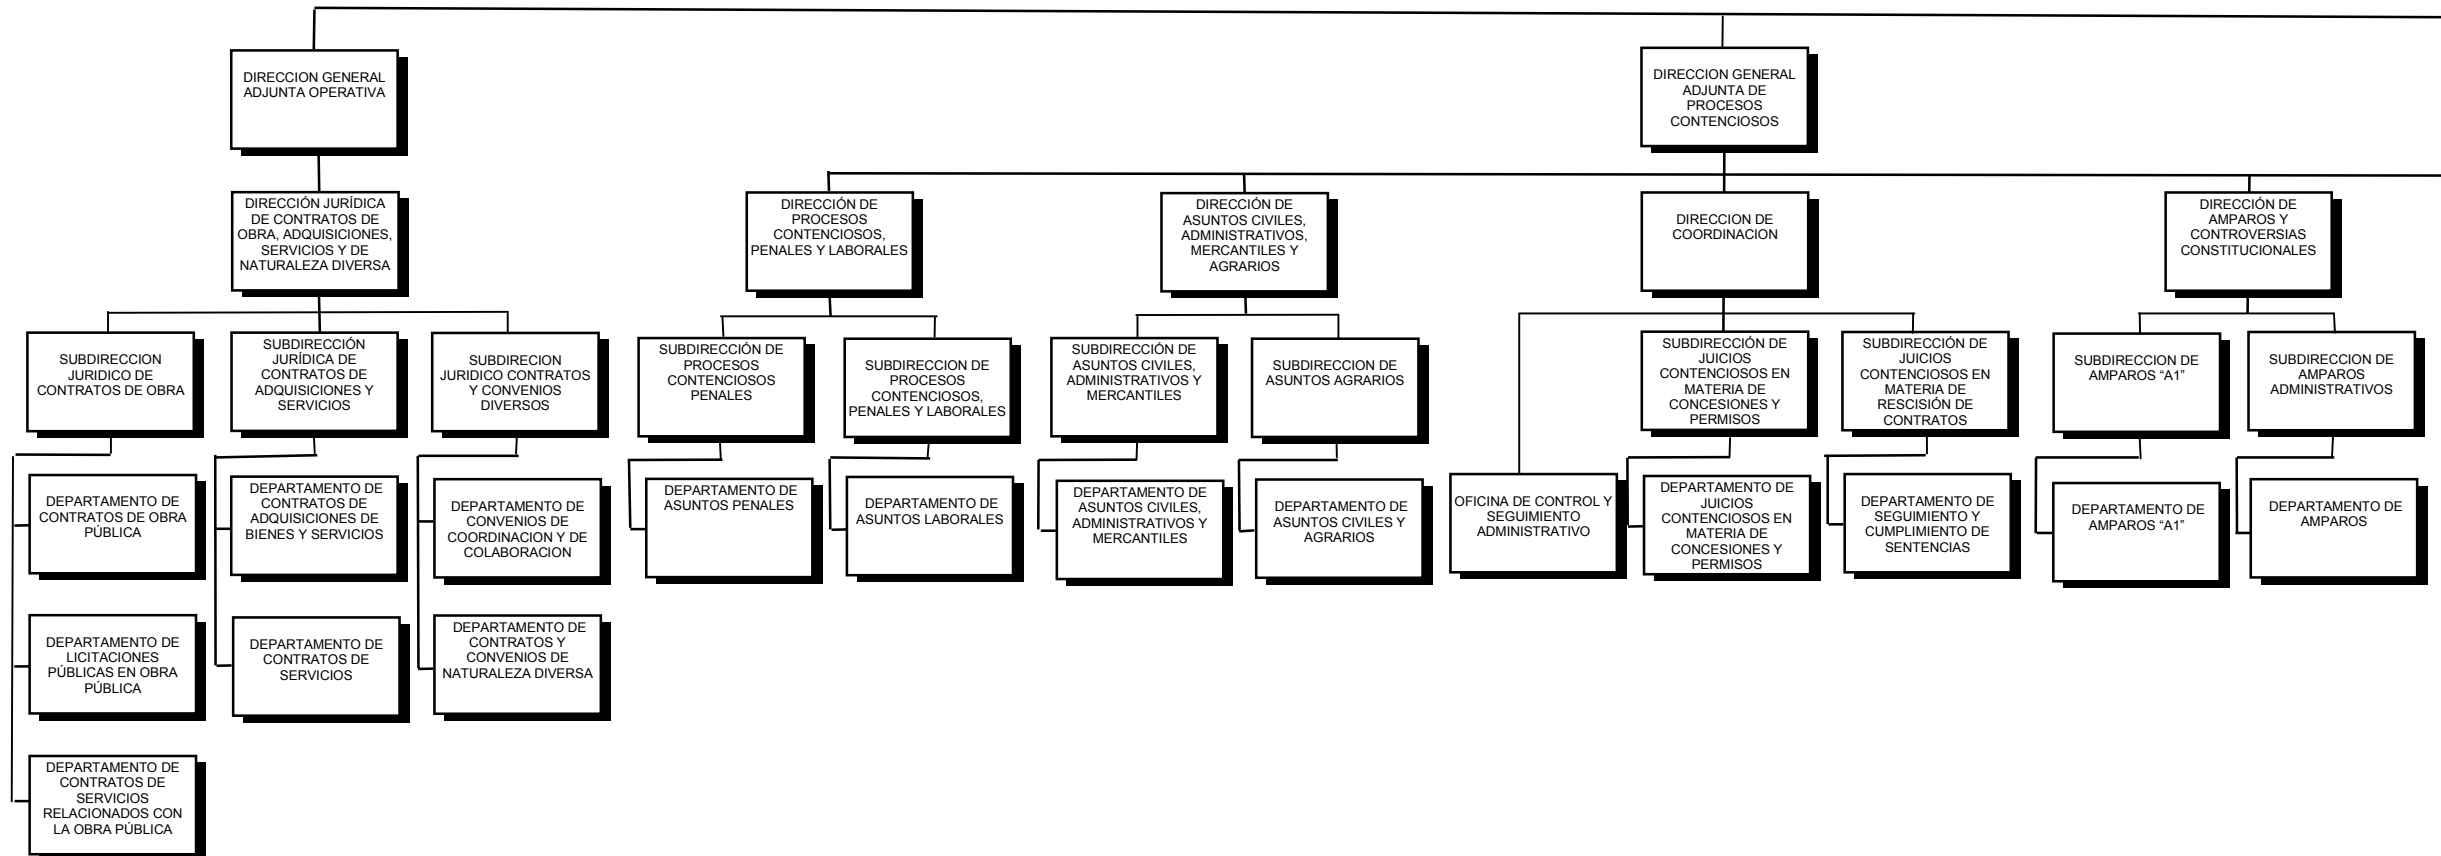 DIRECCION GENERAL
ADJUNTA OPERATIVA
DIRECCION GENERAL
ADJUNTA DE
PROCESOS
CONTENCIOSOS
DIRECCIÓN JURÍDICA
DE CONTRATOS DE
OBRA, ADQUISICIONES,
SERVICIOS Y DE
NATURALEZA DIVERSA
DIRECCIÓN DE
PROCESOS
CONTENCIOSOS,
PENALES Y LABORALES
DIRECCIÓN DE
ASUNTOS CIVILES,
ADMINISTRATIVOS,
MERCANTILES Y
AGRARIOS
DIRECCION DE
COORDINACION
DIRECCIÓN DE
AMPAROS Y
CONTROVERSIAS
CONSTITUCIONALES
SUBDIRECCION
JURIDICO DE
CONTRATOS DE OBRA
SUBDIRECCIÓN
JURÍDICA DE
CONTRATOS DE
ADQUISICIONES Y
SERVICIOS
SUBDIRECION
JURIDICO CONTRATOS
Y CONVENIOS
DIVERSOS
SUBDIRECCIÓN DE
PROCESOS
CONTENCIOSOS
PENALES
SUBDIRECCION DE
PROCESOS
CONTENCIOSOS,
PENALES Y LABORALES
SUBDIRECCIÓN DE
ASUNTOS CIVILES,
ADMINISTRATIVOS Y
MERCANTILES
SUBDIRECCION DE
ASUNTOS AGRARIOS
SUBDIRECCIÓN DE
JUICIOS
CONTENCIOSOS EN
MATERIA DE
CONCESIONES Y
PERMISOS
SUBDIRECCIÓN DE
JUICIOS
CONTENCIOSOS EN
MATERIA DE
RESCISIÓN DE
CONTRATOS
SUBDIRECCION DE
AMPAROS “A1”
SUBDIRECCION DE
AMPAROS
ADMINISTRATIVOS
DEPARTAMENTO DE
CONTRATOS DE OBRA
PÚBLICA
DEPARTAMENTO DE
CONTRATOS DE
ADQUISICIONES DE
BIENES Y SERVICIOS
DEPARTAMENTO DE
CONVENIOS DE
COORDINACION Y DE
COLABORACION
DEPARTAMENTO DE
ASUNTOS PENALES
DEPARTAMENTO DE
ASUNTOS LABORALES
DEPARTAMENTO DE
ASUNTOS CIVILES,
ADMINISTRATIVOS Y
MERCANTILES
DEPARTAMENTO DE
ASUNTOS CIVILES Y
AGRARIOS
OFICINA DE CONTROL Y
SEGUIMIENTO
ADMINISTRATIVO
DEPARTAMENTO DE
JUICIOS
CONTENCIOSOS EN
MATERIA DE
CONCESIONES Y
PERMISOS
DEPARTAMENTO DE
SEGUIMIENTO Y
CUMPLIMIENTO DE
SENTENCIAS
DEPARTAMENTO DE
AMPAROS “A1”
DEPARTAMENTO DE
AMPAROS
DEPARTAMENTO DE
LICITACIONES
PÚBLICAS EN OBRA
PÚBLICA
DEPARTAMENTO DE
CONTRATOS DE
SERVICIOS
DEPARTAMENTO DE
CONTRATOS Y
CONVENIOS DE
NATURALEZA DIVERSA
DEPARTAMENTO DE
CONTRATOS DE
SERVICIOS
RELACIONADOS CON
LA OBRA PÚBLICA